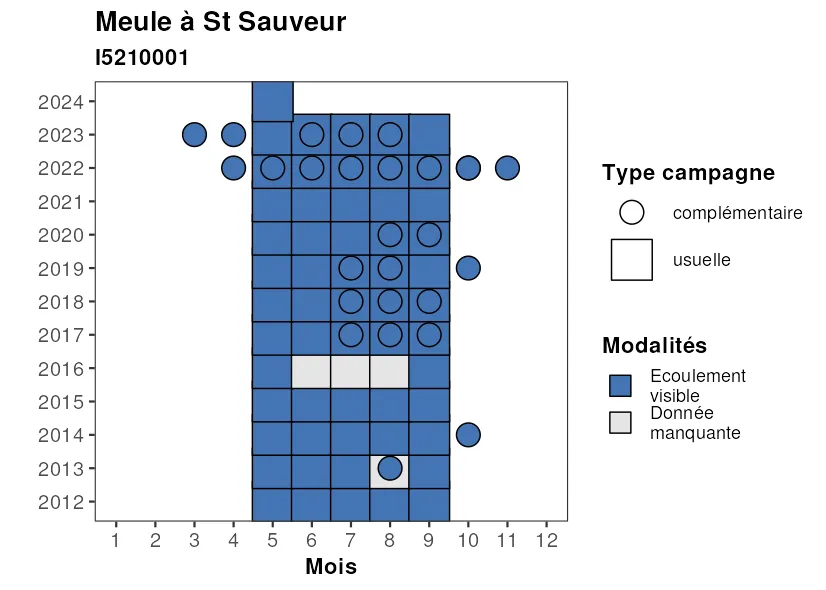 Meule à St Sauveur
I5210001
2024
2023
2022
2021
2020
2019
2018
2017
2016
2015
2014
2013
2012
1 2 3 4 5 6 7 8 9 10 11 12
Mois
Type campagne
complémentaire
usuelle
Modalités
Ecoulement
visible
Donnée
manquante